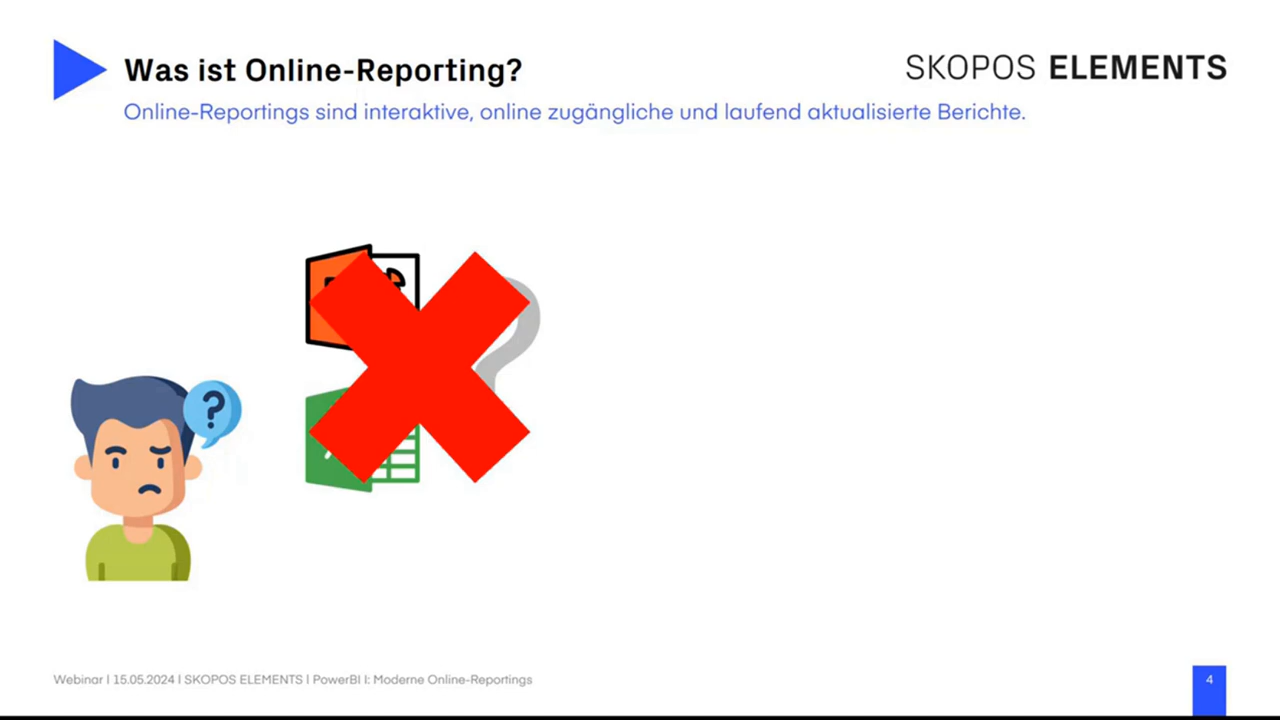 Was ist Online-Reporting?
SKOPOS ELEMENTS
Online-Reportings sind interaktive, online zugängliche und laufend aktualisierte Berichte.
?
?
Webinar | 15.05.2024 | SKOPOS ELEMENTS | PowerBI I: Moderne Online-Reportings
4